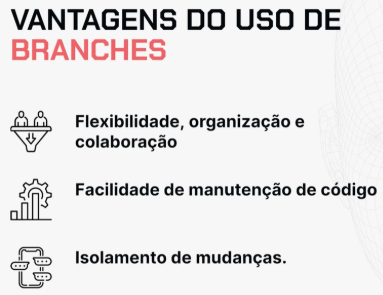 VANTAGENS DO USO DE
BRANCHES
Flexibilidade, organização e
colaboração
Facilidade de manutenção de código
Isolamento de mudanças.